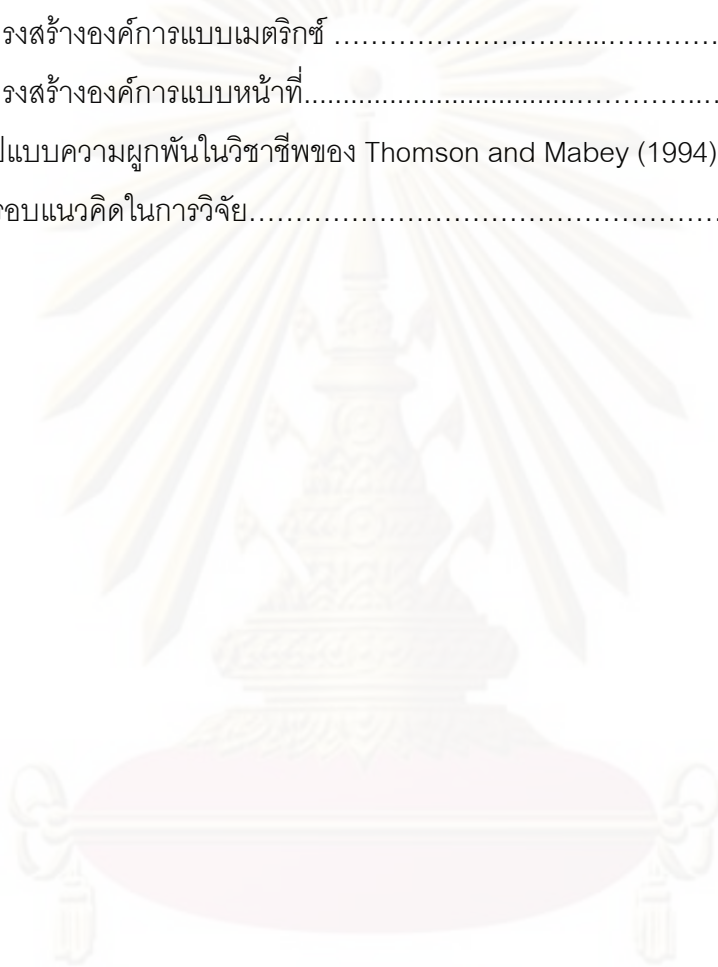 รงสร้างองค์การแบบเมตริกซ์ ………………………...…………
รงสร้างองค์การแบบหน้าที่...................................…………..
ปแบบความผูกพันในวิชาชีพของ Thomson and Mabey (1994)
รอบแนวคิดในการวิจัย……………………………………………